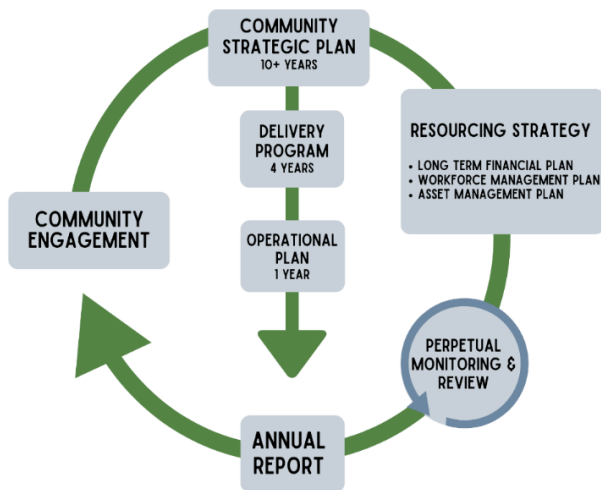 COMMUNITY
STRATEGIC PLAN
10+ YEARS
DELIVERY
PROGRAM
4 YEARS
OPERATIONAL
PLAN
1 YEAR
RESOURCING STRATEGY
• LONG TERM FINANCIAL PLAN
• WORKFORCE MANAGEMENT PLAN
• ASSET MANAGEMENT PLAN
COMMUNITY
ENGAGEMENT
PERPETUAL
MONITORING &
REVIEW
ANNUAL
REPORT